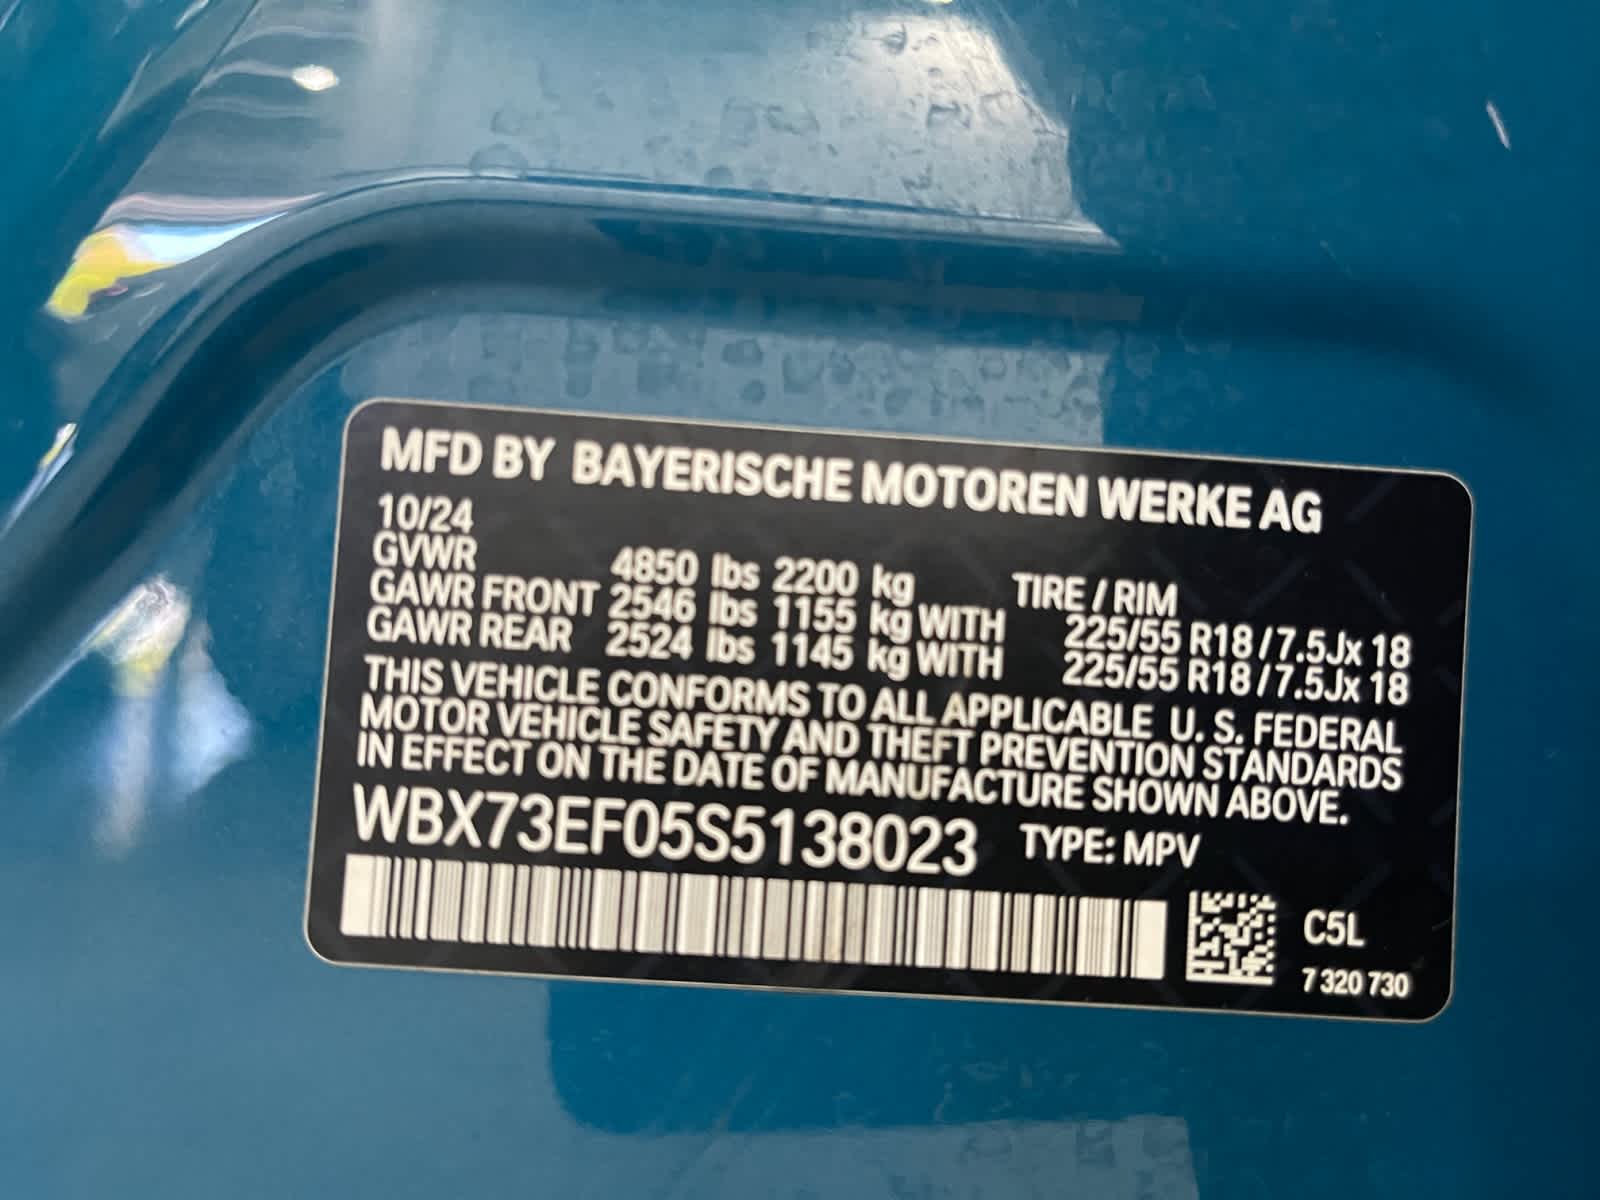 MFD BY BAYERISCHE MOTOREN WERKE AG
10/24
GVWR 4850 lbs 2200 kg TIRE / RIM
GAWR FRONT 2546 lbs 1155 kg WITH 225/55 R18 / 7.5Jx 18
GAWR REAR 2524 lbs 1145 kg WITH 225/55 R18 / 7.5Jx 18
THIS VEHICLE CONFORMS TO ALL APPLICABLE U. S. FEDERAL
MOTOR VEHICLE SAFETY AND THEFT PREVENTION STANDARDS
IN EFFECT ON THE DATE OF MANUFACTURE SHOWN ABOVE.
WBX73EF05S5138023 TYPE: MPV
C5L
7 320 730